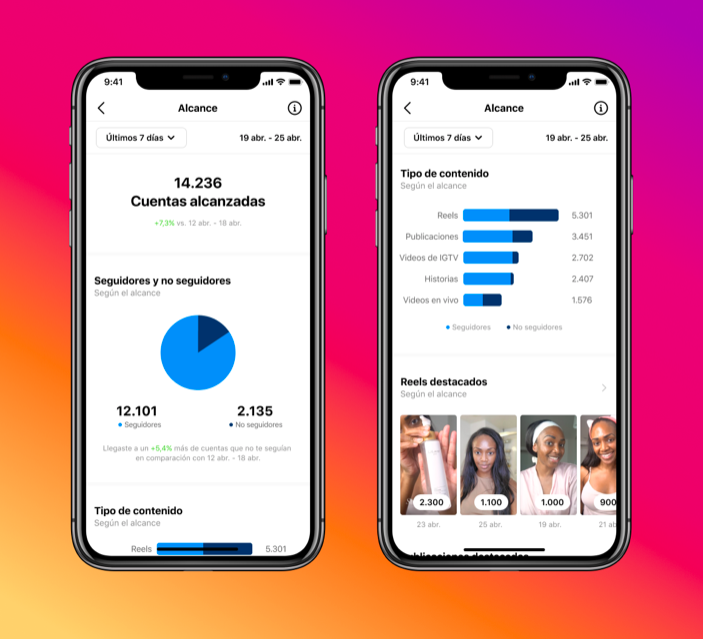 9:41
Alcance
Últimos 7 días
19 abr. - 25 abr.
14.236
Cuentas alcanzadas
+7,3% vs. 12 abr. - 18 abr.
Seguidores y no seguidores
Según el alcance
12.101
Seguidores
2.135
No seguidores
Llegaste a un +5,4% más de cuentas que no te seguían
en comparación con 12 abr. - 18 abr.
Tipo de contenido
Según el alcance
Reels 5.301
9:41
Alcance
Últimos 7 días
19 abr. - 25 abr.
Tipo de contenido
Según el alcance
Reels 5.301
Publicaciones 3.451
Videos de IGTV 2.702
Historias 2.407
Videos en vivo 1.576
Seguidores No seguidores
Reels destacados
Según el alcance
2.300 1.100 1.000 900
23 abr. 25 abr. 19 abr. 21 ab